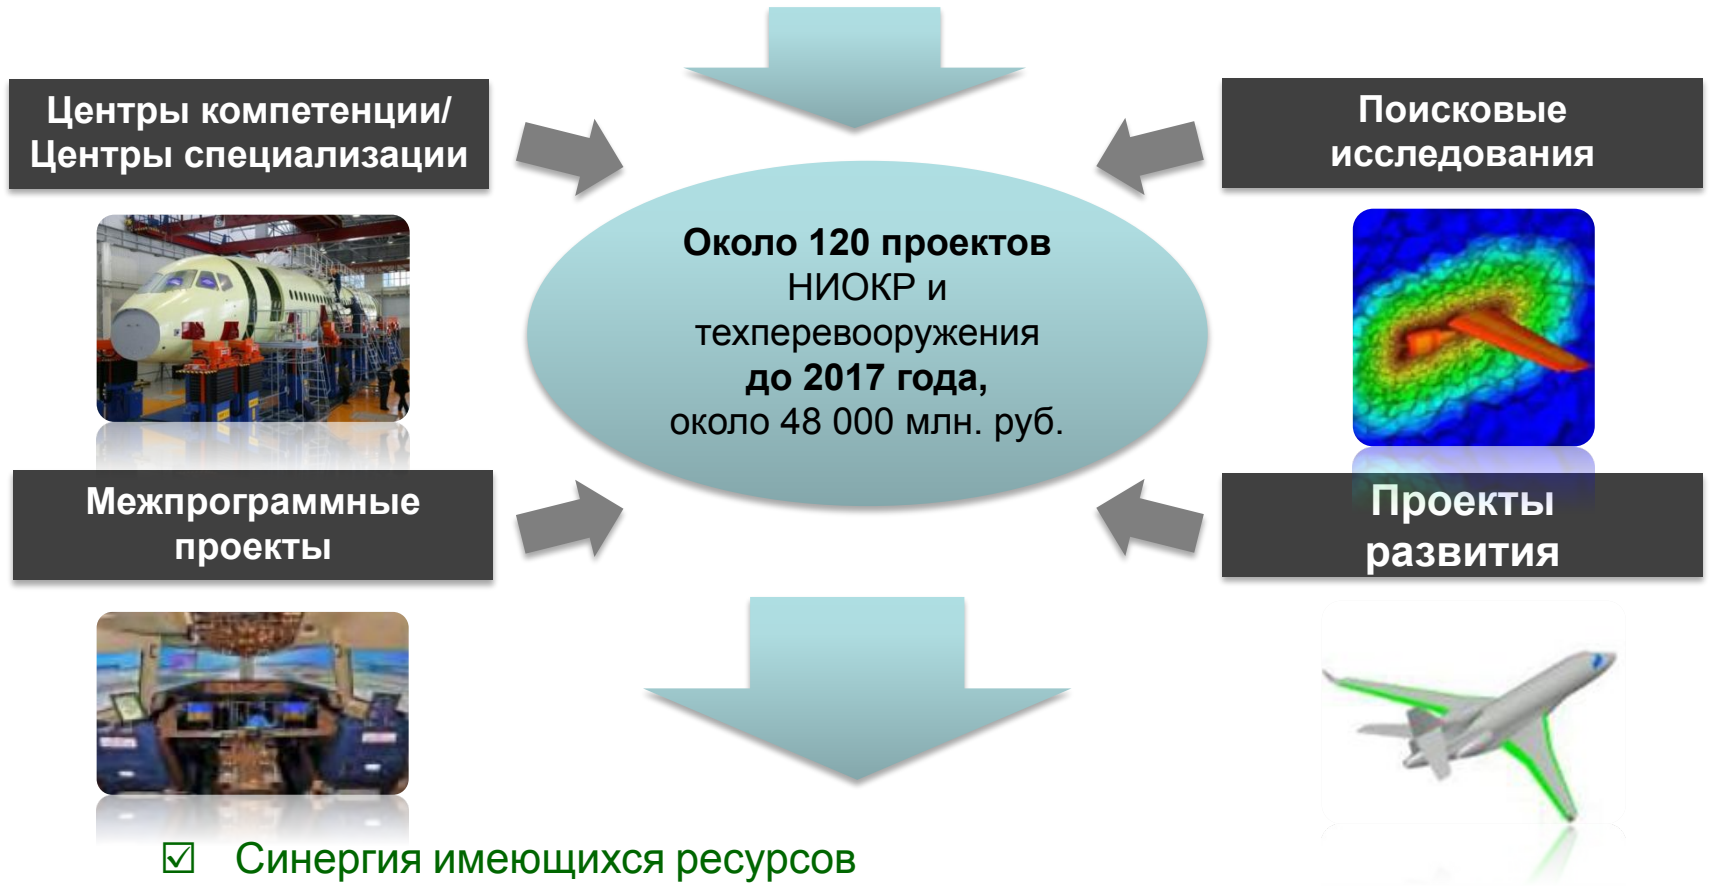 Центры компетенции/
Центры специализации
Поисковые
исследования
Около 120 проектов
НИОКР и
техперевооружения
до 2017 года,
около 48 000 млн. руб.
Межпрограммные
проекты
Проекты
развития
☑ Синергия имеющихся ресурсов